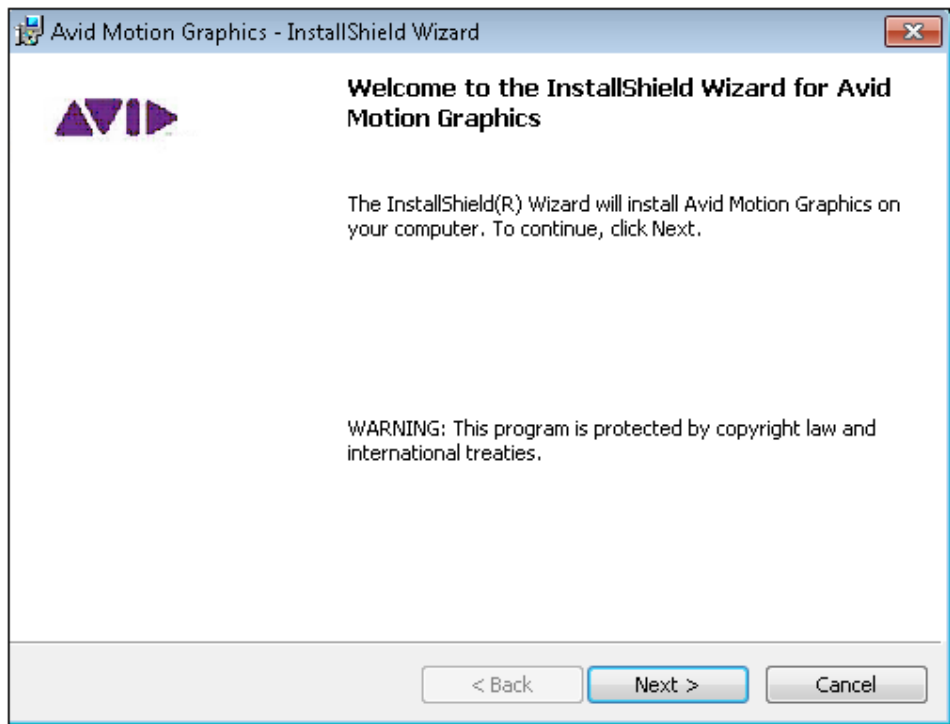 Avid Motion Graphics - InstallShield Wizard
AVID
Welcome to the InstallShield Wizard for Avid
Motion Graphics
The InstallShield(R) Wizard will install Avid Motion Graphics on
your computer. To continue, click Next.
WARNING: This program is protected by copyright law and
international treaties.
< Back
Next >
Cancel